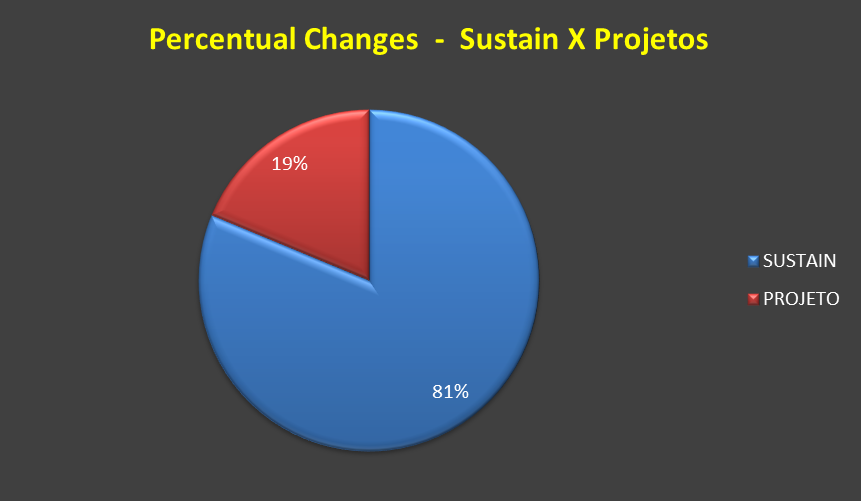 Percentual Changes  -  Sustain X Projetos
19%
SUSTAIN
PROJETO
81%